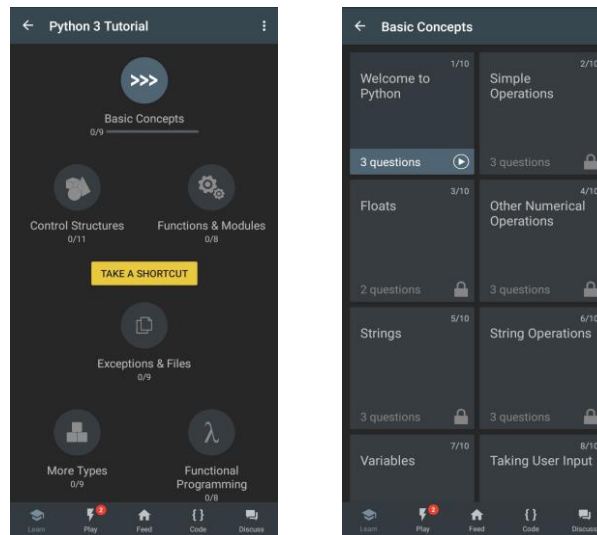 Python 3 Tutorial
>>>
Basic Concepts
0/9
Control Structures
0/11
Functions & Modules
0/8
TAKE A SHORTCUT
Exceptions & Files
0/9
λ
More Types
0/9
Functional
Programming
0/8
2
Learn
Play
Feed
{}
Code
Discuss
Basic Concepts
1/10
Welcome to
Python
3 questions
2/10
Simple
Operations
3 questions
3/10
Floats
2 questions
4/10
Other Numerical
Operations
3 questions
5/10
Strings
3 questions
6/10
String Operations
3 questions
7/10
Variables
8/10
Taking User Input
2
Learn
Play
Feed
{}
Code
Discuss